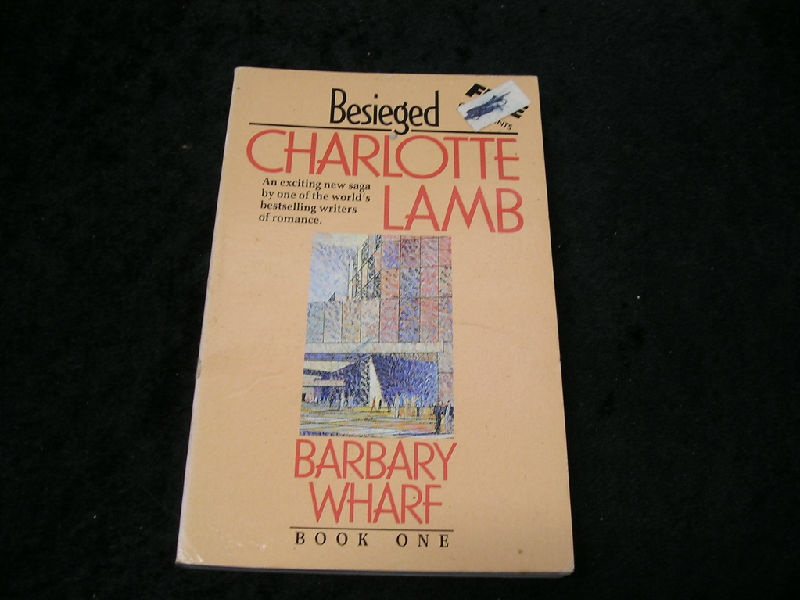 Besieged
CHARLOTTE
LAMB
An exciting new saga
by one of the world's
bestselling writers
of romance.
BARBARY
WHARF
BOOK ONE